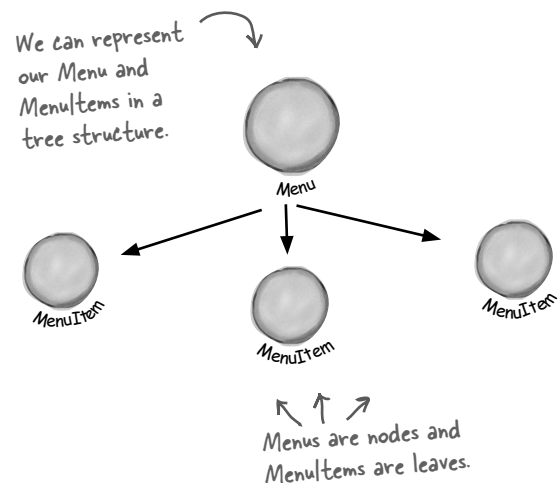 We can represent
our Menu and
MenuItems in a
tree structure.
Menu
MenuItem
MenuItem
MenuItem
Menus are nodes and
MenuItems are leaves.